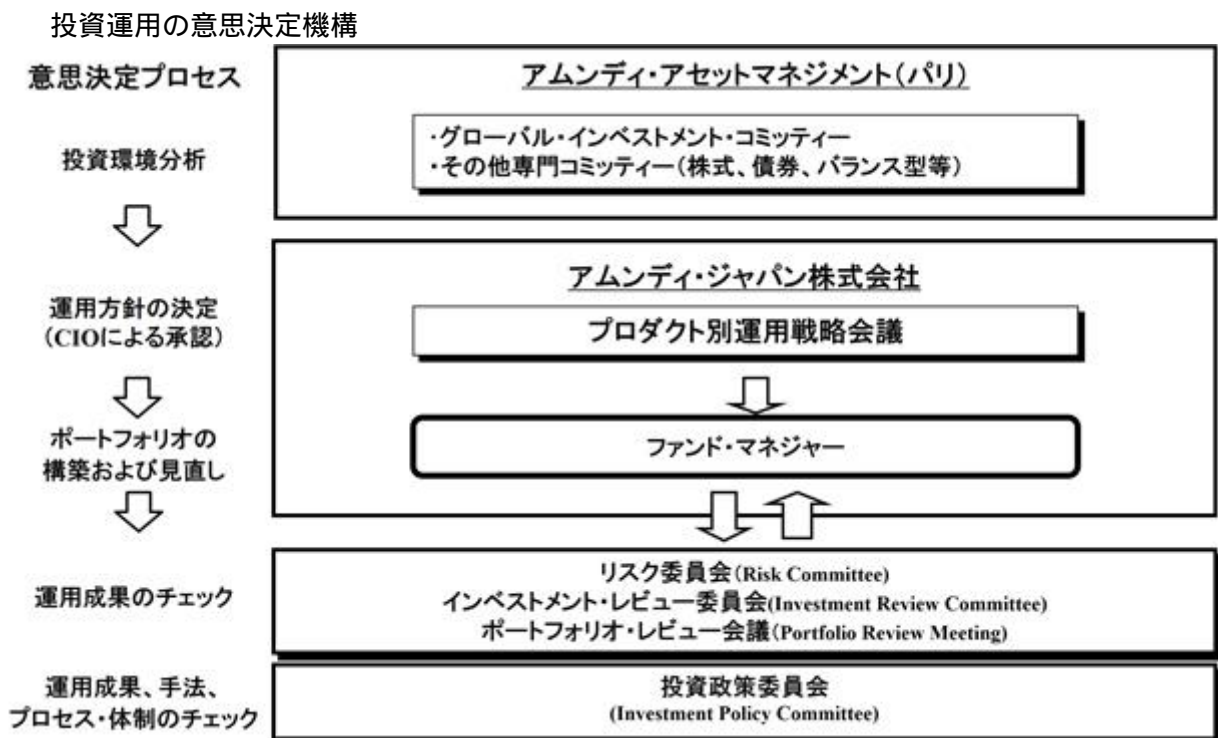 投資運用の意思決定機構
意思決定プロセス
アムンディ・アセットマネジメント(パリ)
投資環境分析
・グローバル・インベストメント・コミッティー
・その他専門コミッティー(株式、債券、バランス型等)
アムンディ・ジャパン株式会社
運用方針の決定
(CIOによる承認)
プロダクト別運用戦略会議
ポートフォリオの
構築および見直し
ファンド・マネジャー
運用成果のチェック
リスク委員会(Risk Committee)
インベストメント・レビュー委員会(Investment Review Committee)
ポートフォリオ・レビュー会議(Portfolio Review Meeting)
運用成果、手法、
プロセス・体制のチェック
投資政策委員会
(Investment Policy Committee)